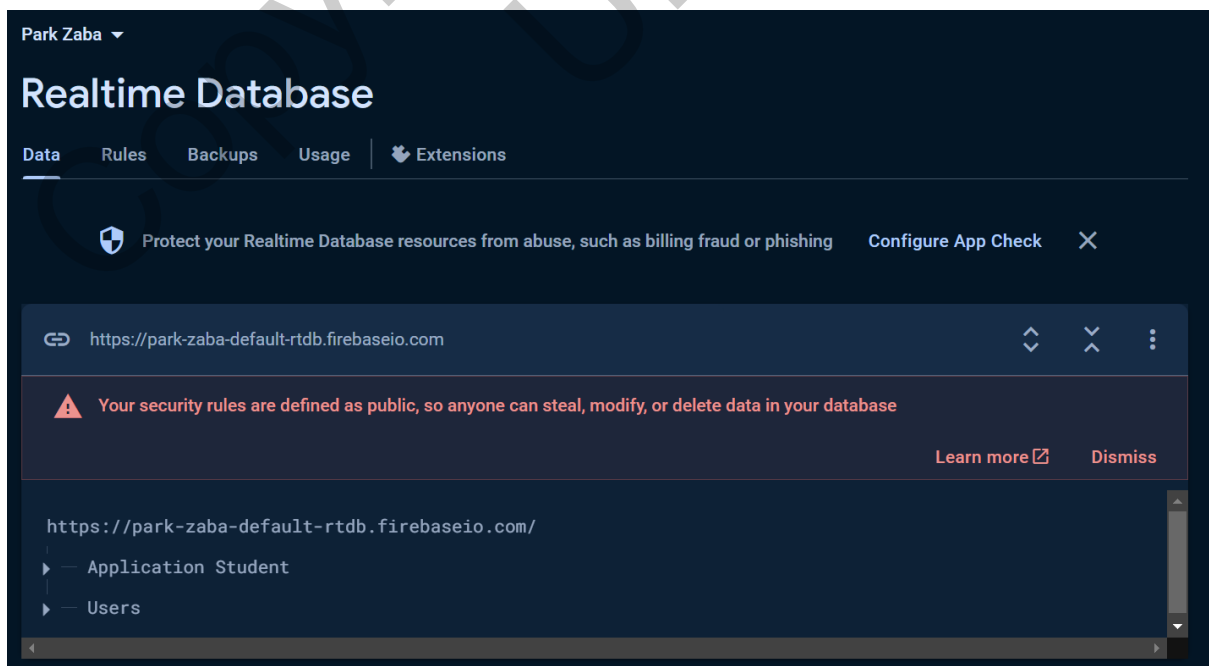 Park Zaba
Realtime Database
Data Rules Backups Usage Extensions
Protect your Realtime Database resources from abuse, such as billing fraud or phishing Configure App Check
https://park-zaba-default-rtdb.firebaseio.com
Your security rules are defined as public, so anyone can steal, modify, or delete data in your database
Learn more Dismiss
https://park-zaba-default-rtdb.firebaseio.com/
Application Student
Users